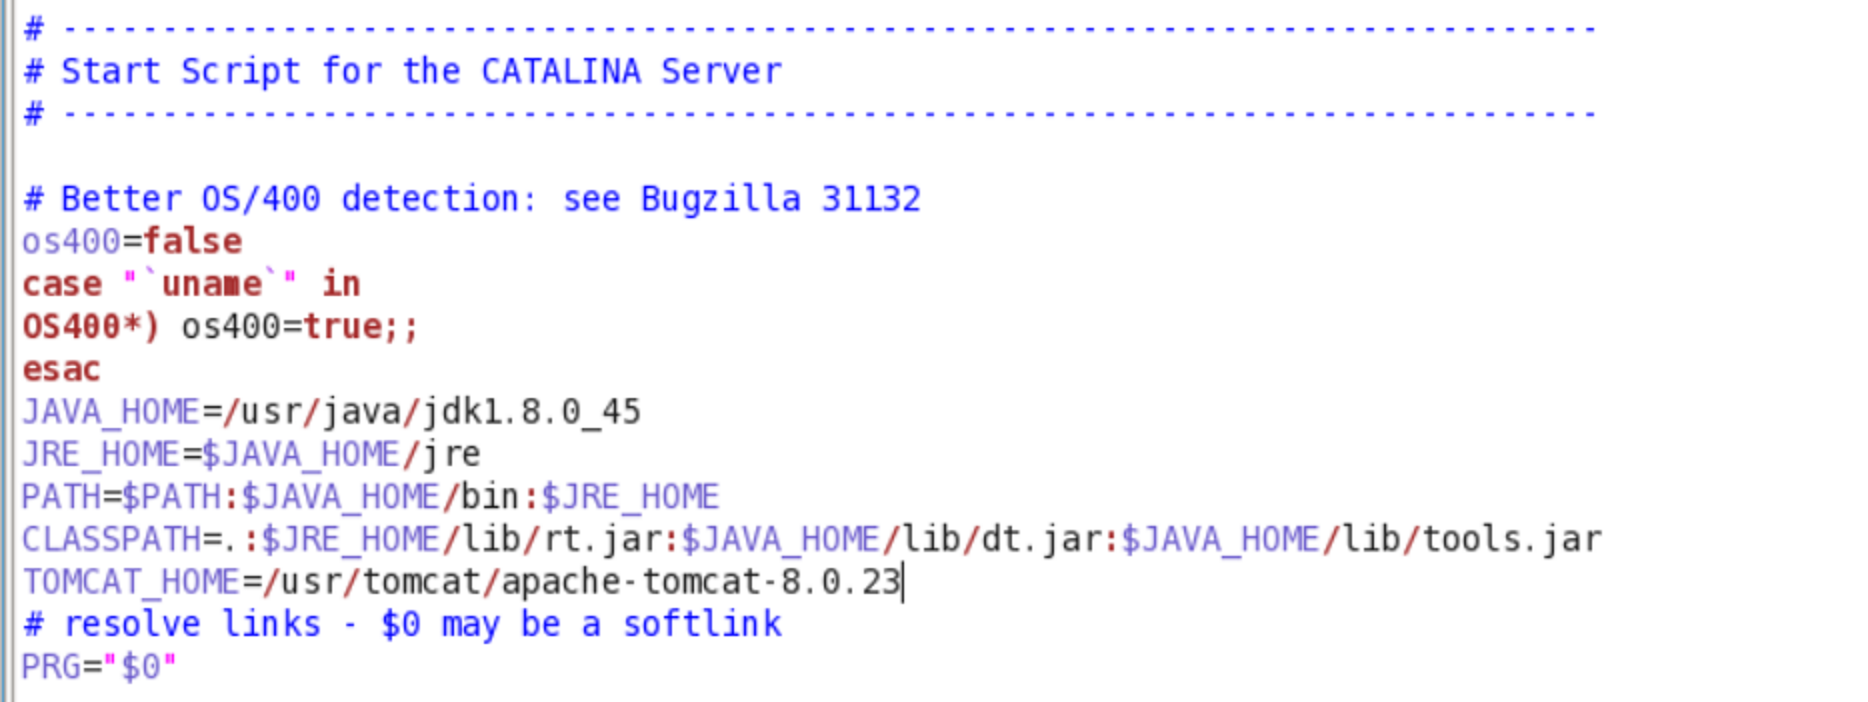 # -----------------------------------------------------------------------------
# Start Script for the CATALINA Server
# -----------------------------------------------------------------------------
# Better OS/400 detection: see Bugzilla 31132
os400=false
case "`uname`" in
OS400*) os400=true;;
esac
JAVA_HOME=/usr/java/jdk1.8.0_45
JRE_HOME=$JAVA_HOME/jre
PATH=$PATH:$JAVA_HOME/bin:$JRE_HOME
CLASSPATH=.:$JRE_HOME/lib/rt.jar:$JAVA_HOME/lib/dt.jar:$JAVA_HOME/lib/tools.jar
TOMCAT_HOME=/usr/tomcat/apache-tomcat-8.0.23
# resolve links - $0 may be a softlink
PRG="$0"